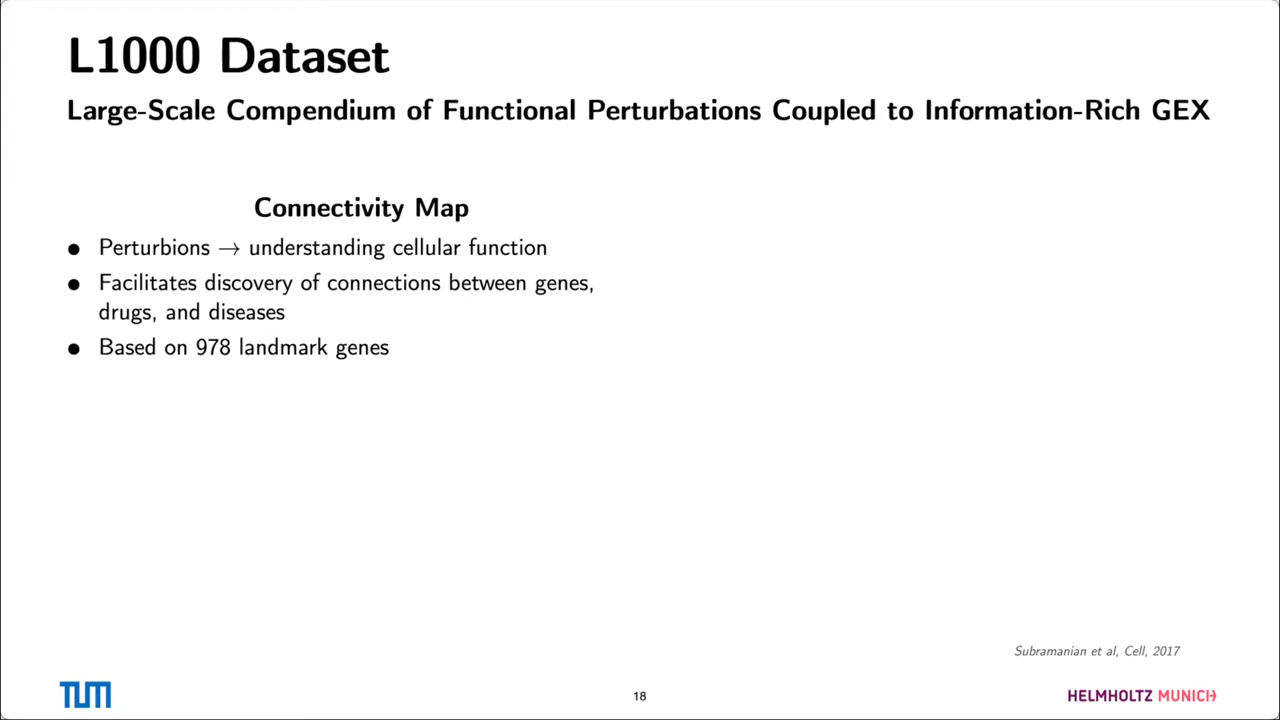 L1000 Dataset
Large-Scale Compendium of Functional Perturbations Coupled to Information-Rich GEX
Connectivity Map
● Perturbions → understanding cellular function
● Facilitates discovery of connections between genes,
drugs, and diseases
● Based on 978 landmark genes
Subramanian et al, Cell, 2017
TUM
18
HELMHOLTZ MUNICH